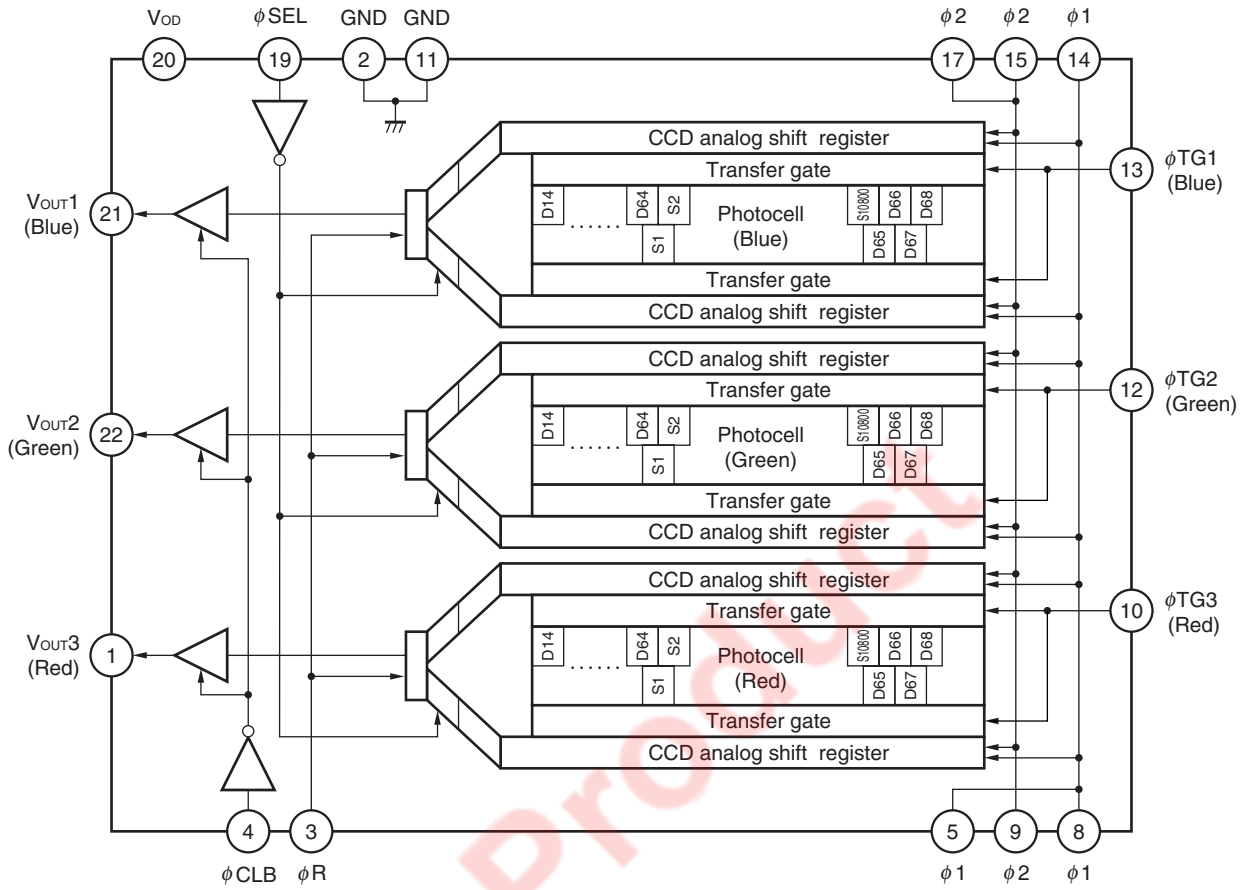 VOD φSEL GND GND φ2 φ2 φ1
20 19 2 11 17 15 14
CCD analog shift register
Transfer gate
13 φTG1
(Blue)
VOUT1
(Blue)
21
D14 ...... D64 S2 S10800 D66 D68
Photocell
(Blue)
S1 D65 D67
Transfer gate
CCD analog shift register
CCD analog shift register
Transfer gate
12 φTG2
(Green)
VOUT2
(Green)
22
D14 ...... D64 S2 S10800 D66 D68
Photocell
(Green)
S1 D65 D67
Transfer gate
CCD analog shift register
CCD analog shift register
Transfer gate
10 φTG3
(Red)
VOUT3
(Red)
1
D14 ...... D64 S2 S10800 D66 D68
Photocell
(Red)
S1 D65 D67
Transfer gate
CCD analog shift register
4 3 5 9 8
φCLB φR φ1 φ2 φ1
Product